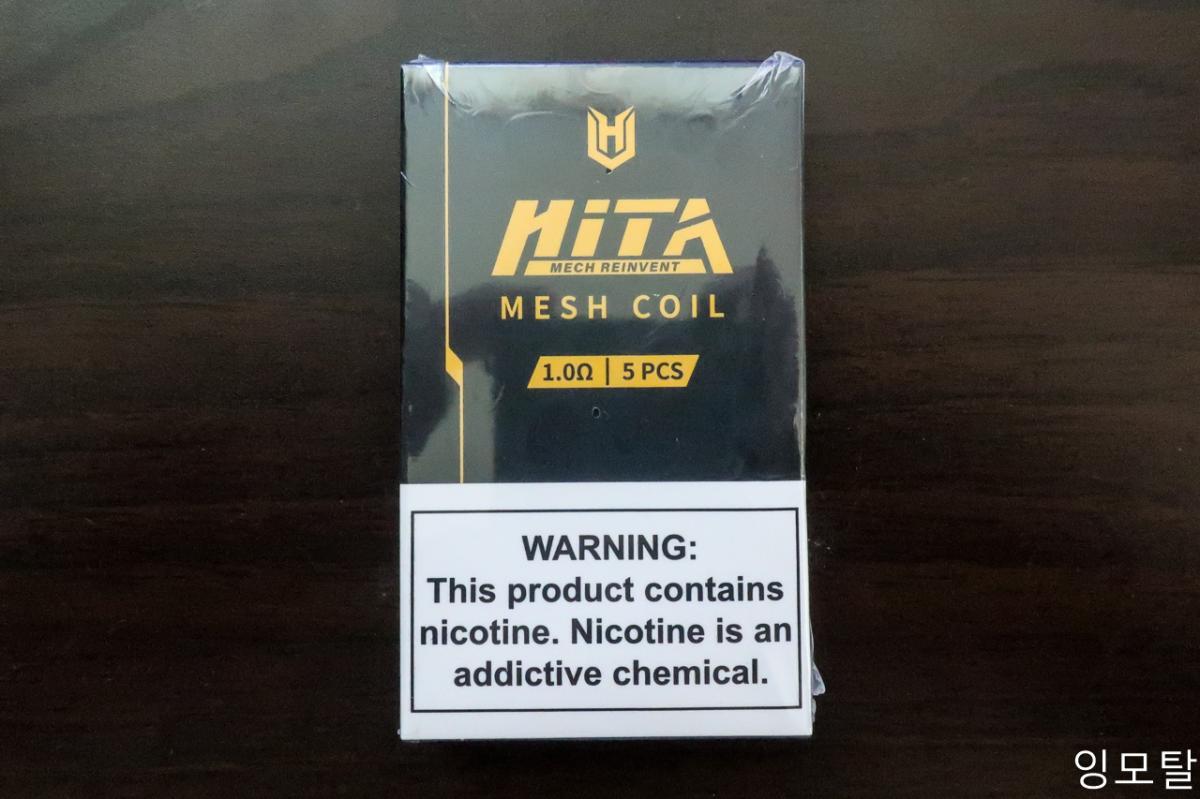 HiTA
MECH REINVENT
MESH COIL
1.0Ω | 5 PCS
WARNING:
This product contains
nicotine. Nicotine is an
addictive chemical.
잉모탈